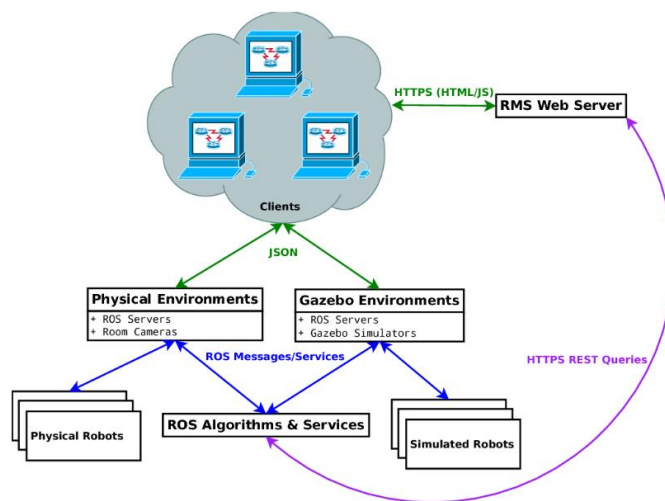 HTTPS (HTML/JS)
RMS Web Server
Clients
JSON
Physical Environments
+ ROS Servers
+ Room Cameras
Gazebo Environments
+ ROS Servers
+ Gazebo Simulators
ROS Messages/Services
HTTPS REST Queries
Physical Robots
ROS Algorithms & Services
Simulated Robots